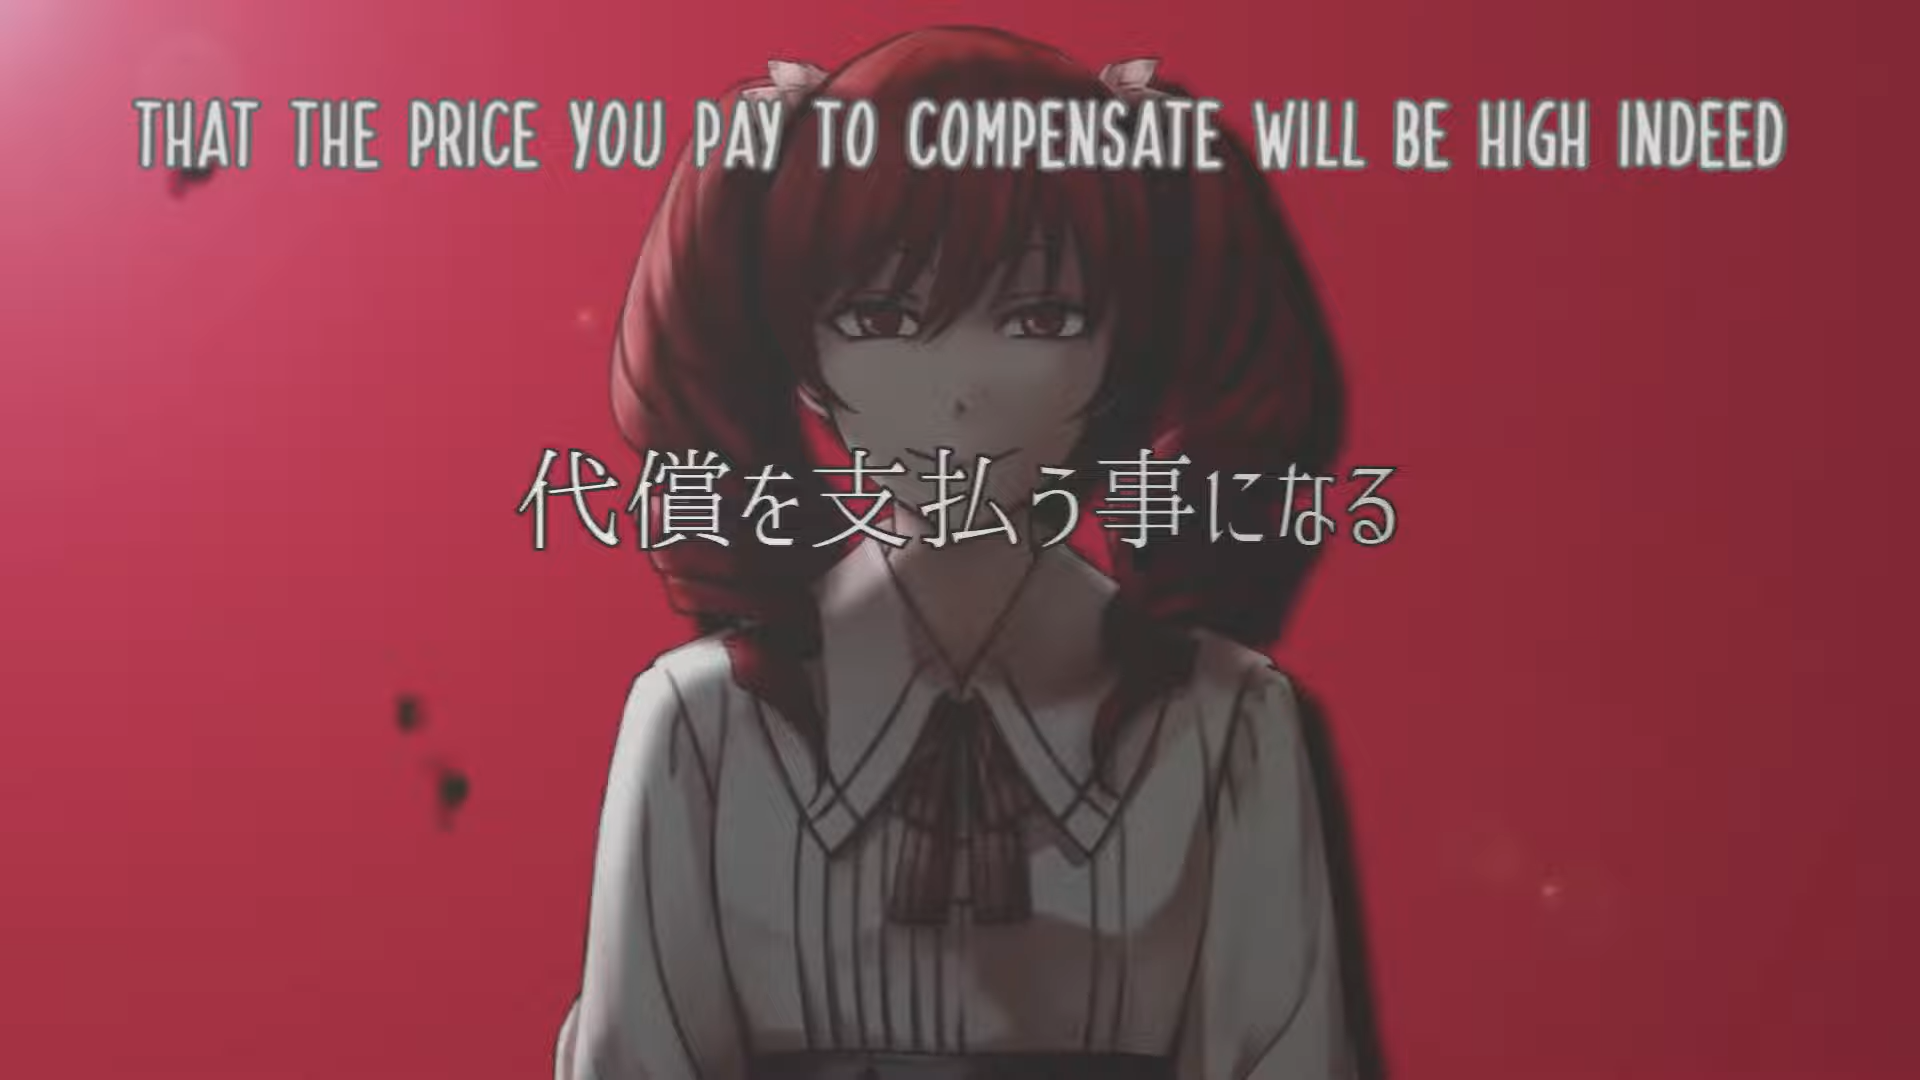 THAT THE PRICE YOU PAY TO COMPENSATE WILL BE HIGH INDEED
代償を支払う事になる